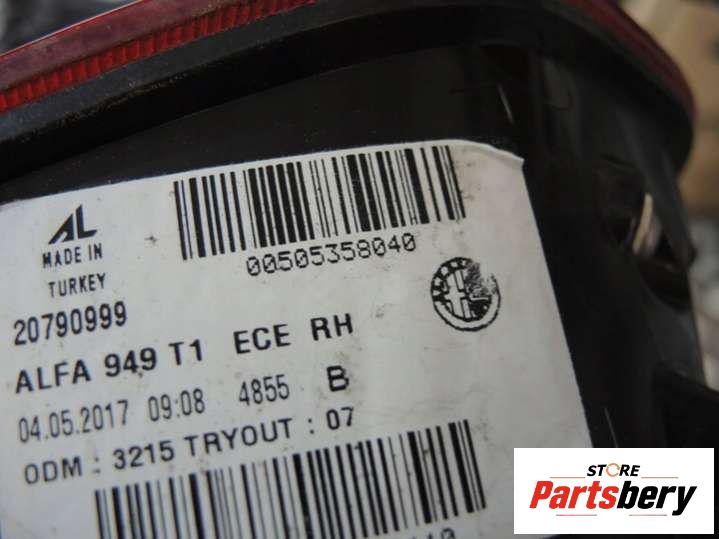 AL
MADE IN
TURKEY
00505358040
20790999
ALFA 949 T1 ECE RH
04.05.2017 09:08 4855 B
ODM : 3215 TRYOUT : 07
STORE
Partsbery